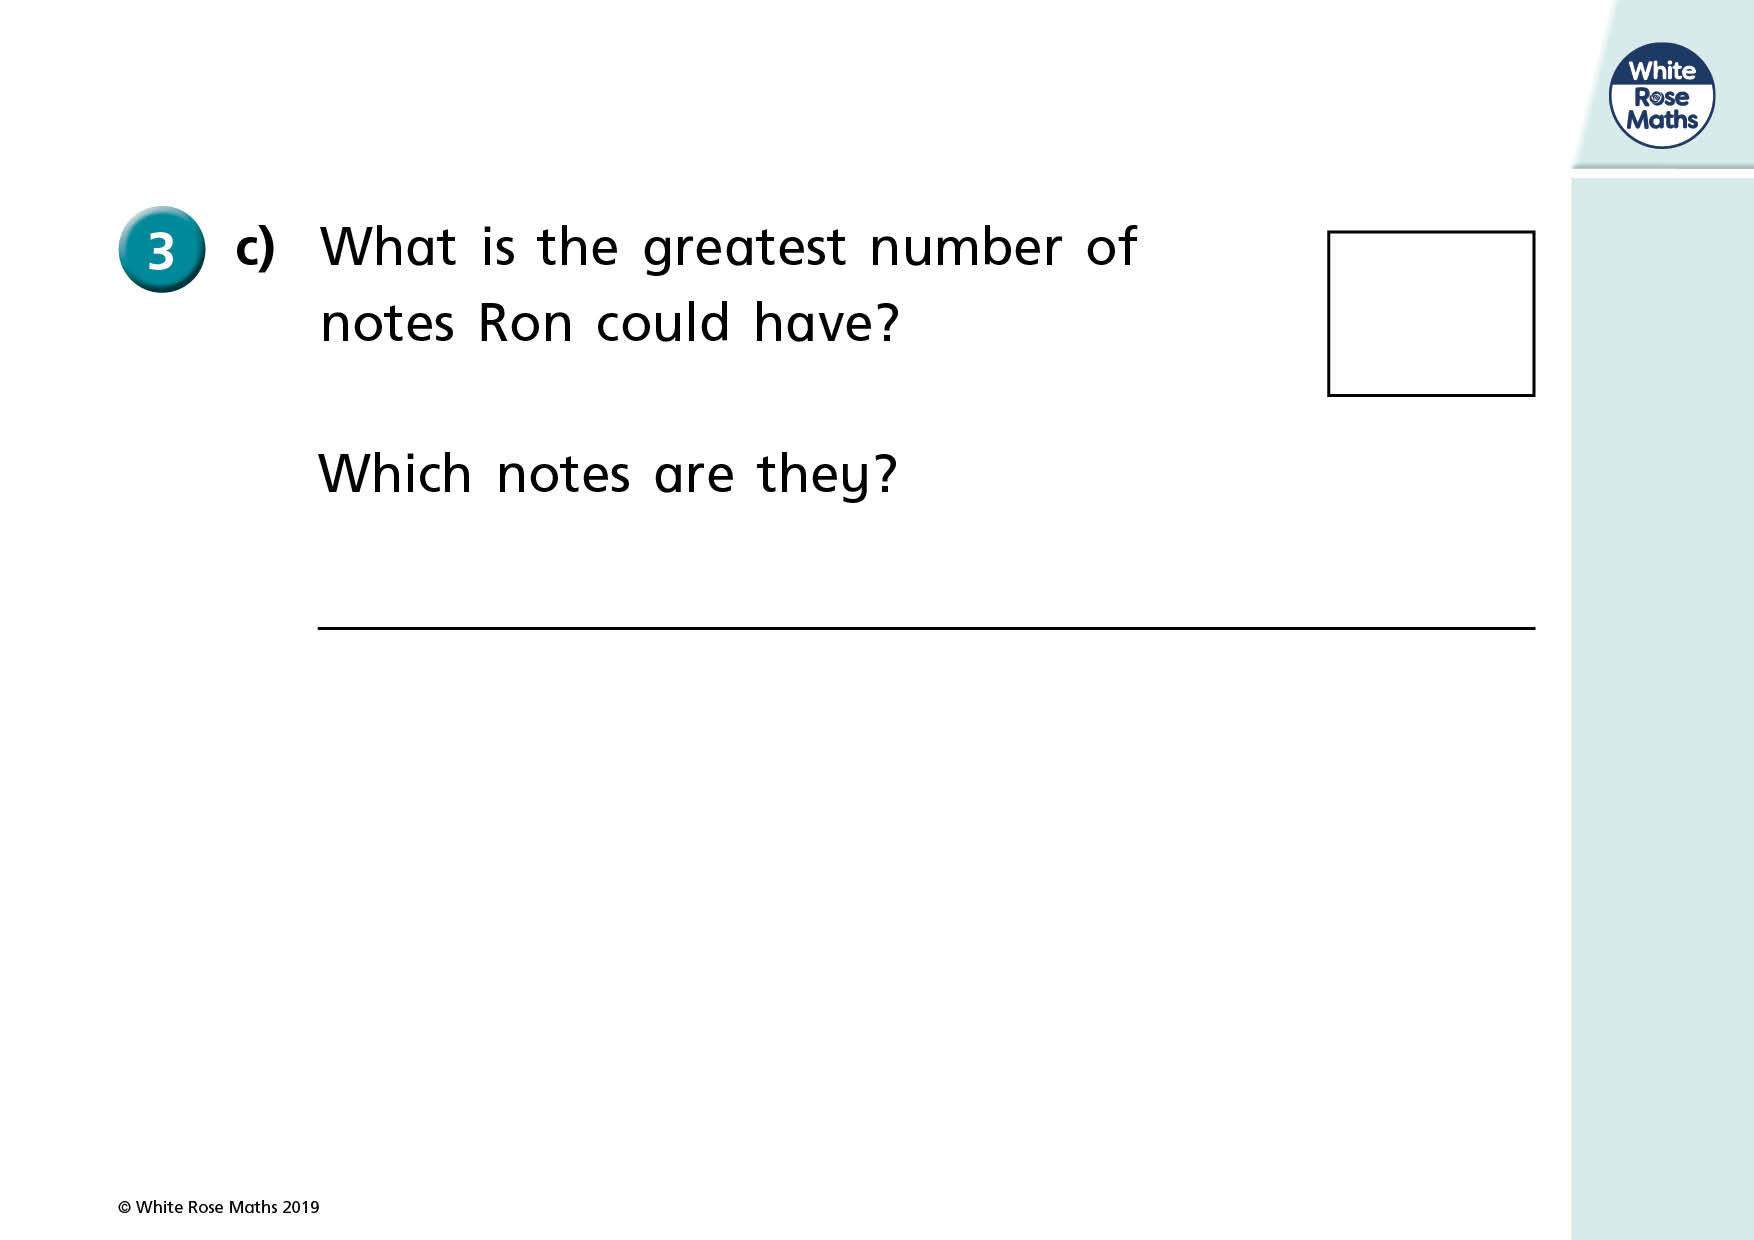 White
Rose
Maths
3 c) What is the greatest number of
notes Ron could have?
Which notes are they?
© White Rose Maths 2019